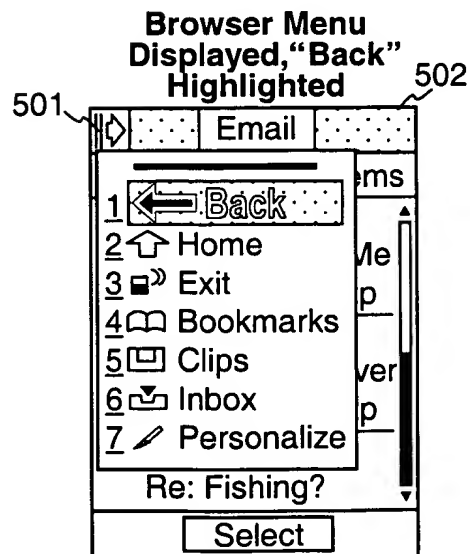 Browser Menu
Displayed, "Back"
Highlighted
501
502
Email
ems
1 Back
2 Home
Me
3 Exit
p
4 Bookmarks
5 Clips
ver
6 Inbox
p
7 Personalize
Re: Fishing?
Select